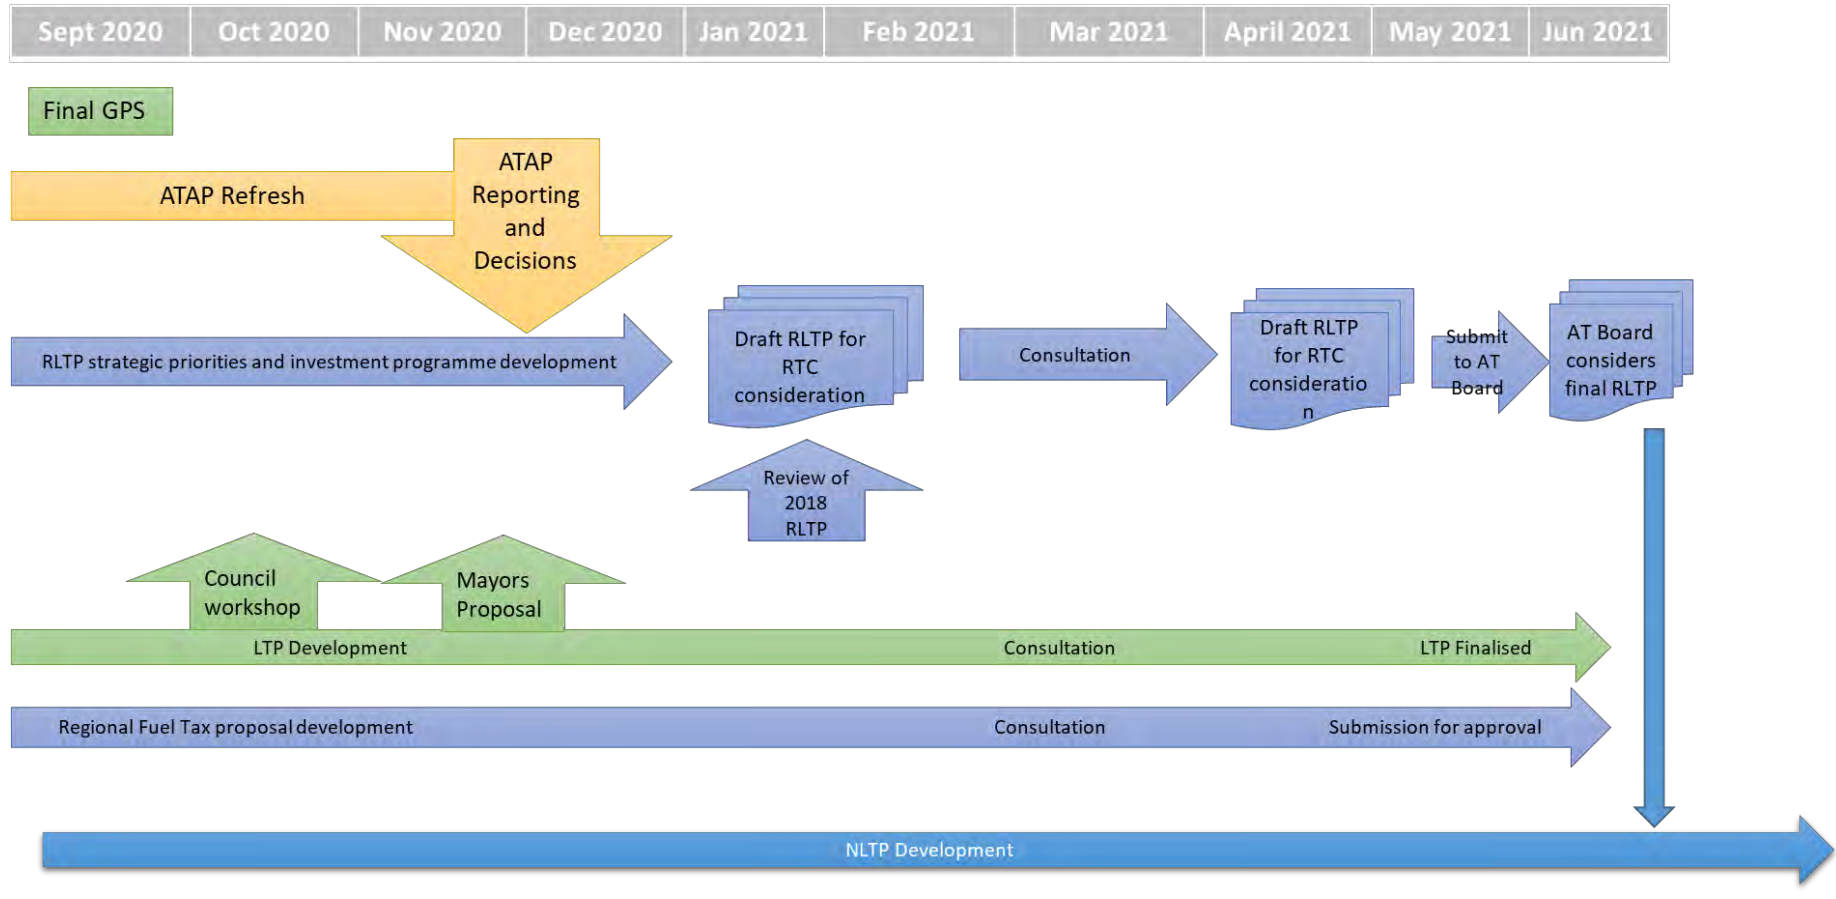 Sept 2020 Oct 2020 Nov 2020 Dec 2020 Jan 2021 Feb 2021 Mar 2021 April 2021 May 2021 Jun 2021
Final GPS
ATAP Refresh
ATAP
Reporting
and
Decisions
RLTP strategic priorities and investment programme development
Draft RLTP for
RTC
consideration
Consultation
Draft RLTP
for RTC
consideratio
n
Submit
to AT
Board
AT Board
considers
final RLTP
Review of
2018
RLTP
Council
workshop
Mayors
Proposal
LTP Development Consultation LTP Finalised
Regional Fuel Tax proposal development Consultation Submission for approval
NLTP Development